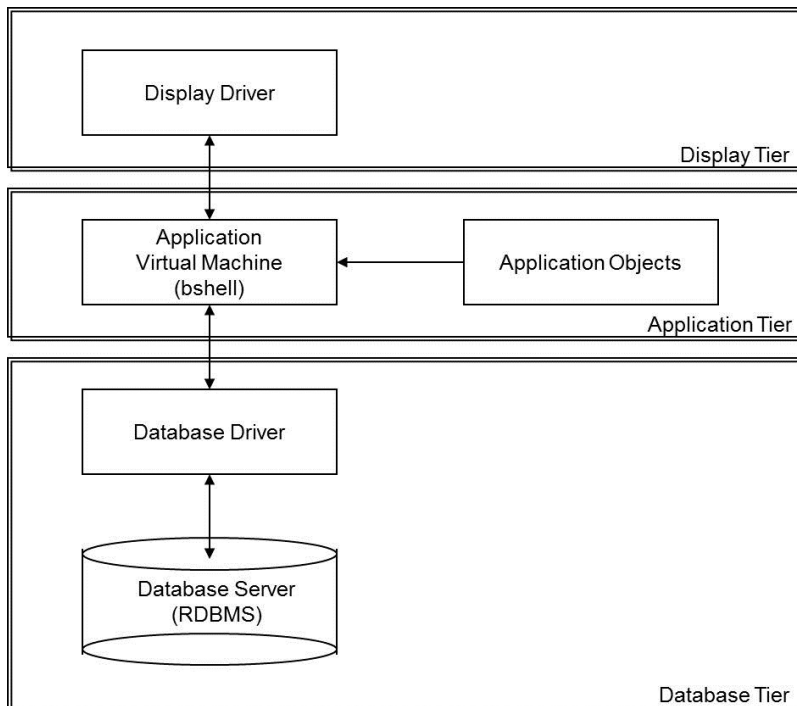 Display Driver
Display Tier
Application
Virtual Machine
(bshell)
Application Objects
Application Tier
Database Driver
Database Server
(RDBMS)
Database Tier